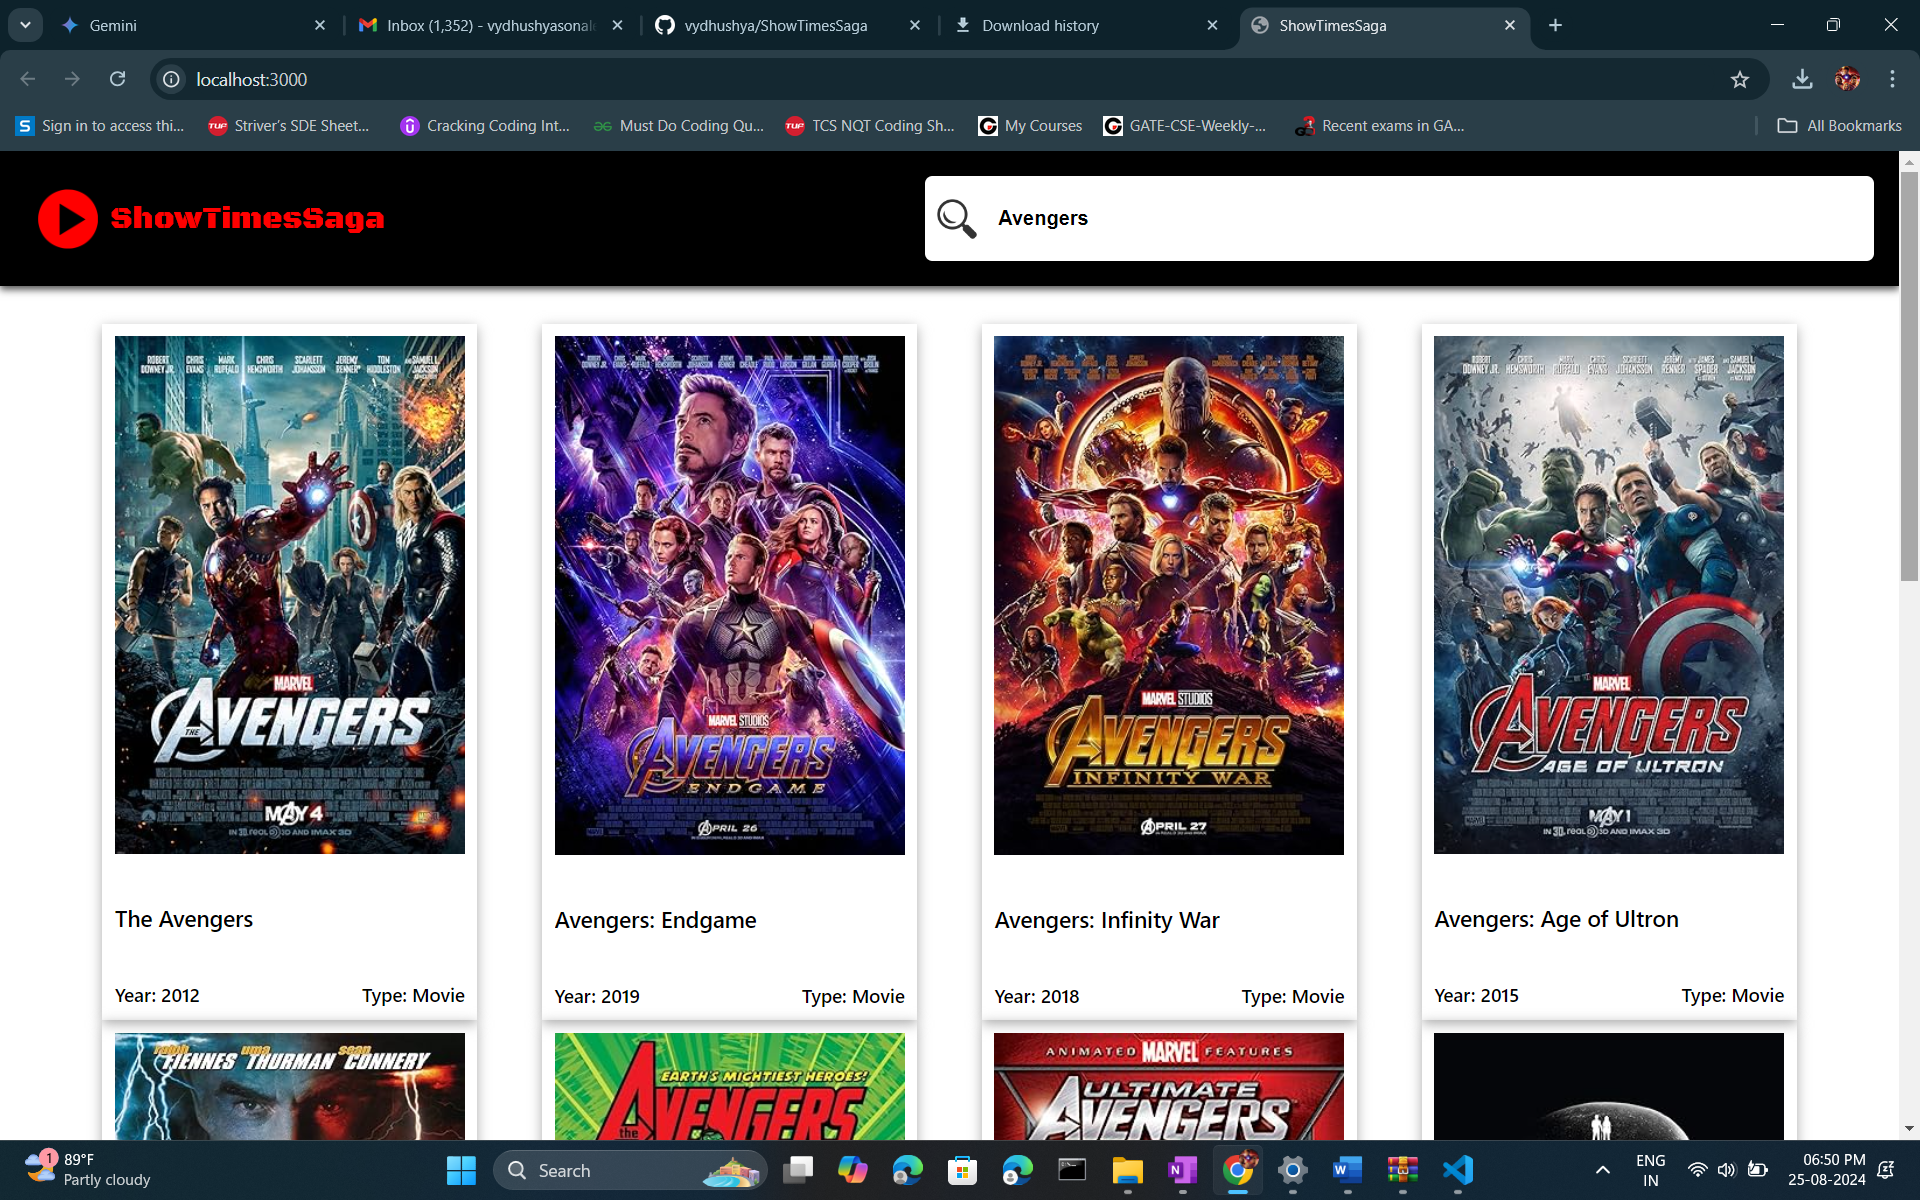 Gemini
Inbox (1,352) - vydhushyasonale
vydhushya/ShowTimesSaga
Download history
ShowTimesSaga
localhost:3000
Sign in to access thi...
Striver's SDE Sheet...
Cracking Coding Int...
Must Do Coding Qu...
TCS NQT Coding Sh...
My Courses
GATE-CSE-Weekly-...
Recent exams in GA...
All Bookmarks
ShowTimesSaga
Avengers
ROBERT DOWNEY JR. CHRIS EVANS MARK RUFFALO CHRIS HEMSWORTH SCARLETT JOHANSSON JEREMY RENNER TOM HIDDLESTON AND SAMUEL L. JACKSON
MARVEL
THE AVENGERS
MAY 4
IN 3D, REAL D 3D AND IMAX 3D
MARVEL STUDIOS
AVENGERS
ENDGAME
APRIL 26
MARVEL STUDIOS
AVENGERS
INFINITY WAR
APRIL 27
ROBERT DOWNEY JR. CHRIS HEMSWORTH MARK RUFFALO CHRIS EVANS SCARLETT JOHANSSON JEREMY RENNER WITH JAMES SPADER AND SAMUEL L. JACKSON
MARVEL
AVENGERS
AGE OF ULTRON
MAY 1
IN 3D, REAL D 3D AND IMAX 3D
The Avengers
Year: 2012
Type: Movie
Avengers: Endgame
Year: 2019
Type: Movie
Avengers: Infinity War
Year: 2018
Type: Movie
Avengers: Age of Ultron
Year: 2015
Type: Movie
ralph FIENNES uma THURMAN sean CONNERY
EARTH'S MIGHTIEST HEROES!
the AVENGERS
ANIMATED MARVEL FEATURES
ULTIMATE
AVENGERS
1
89°F
Partly cloudy
Search
ENG
IN
06:50 PM
25-08-2024